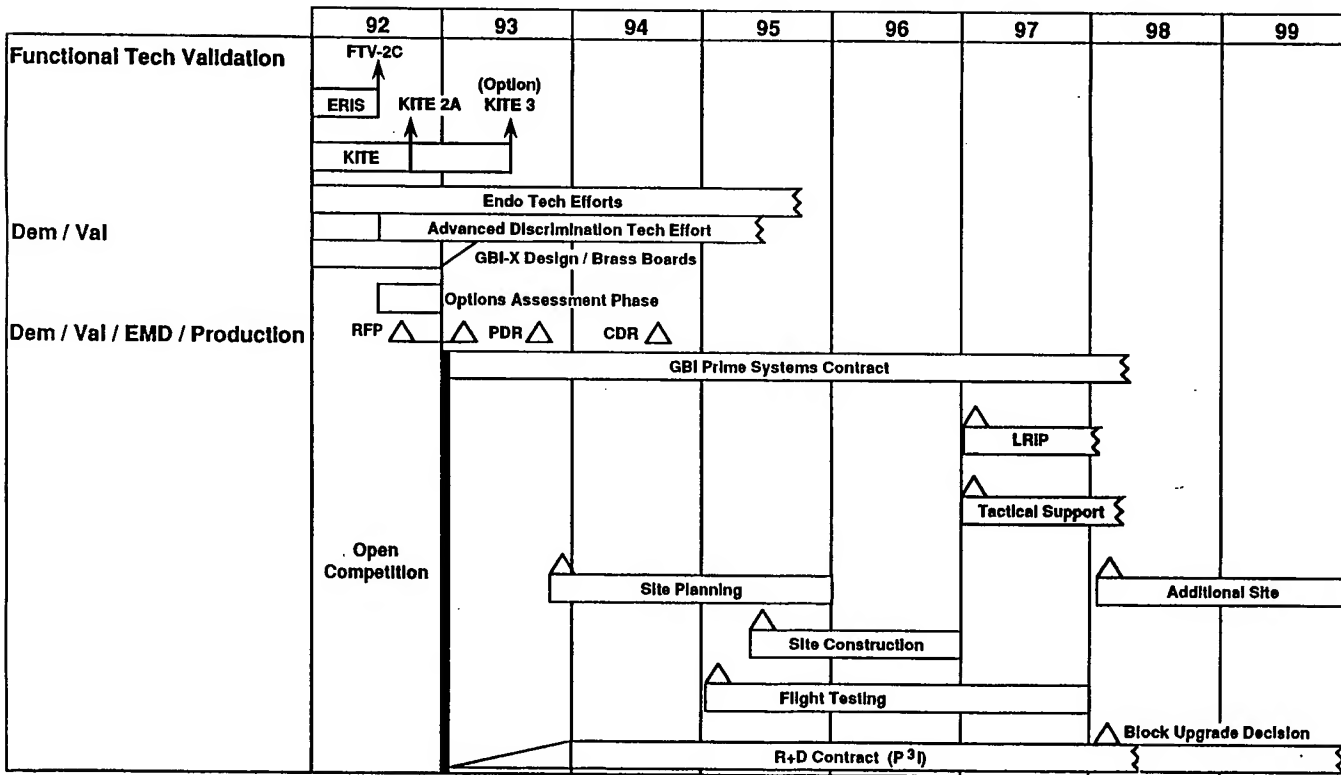 92 93 94 95 96 97 98 99
Functional Tech Validation
FTV-2C
ERIS
KITE 2A
(Option)
KITE 3
KITE
Endo Tech Efforts
Dem / Val
Advanced Discrimination Tech Effort
GBI-X Design / Brass Boards
Options Assessment Phase
Dem / Val / EMD / Production
RFP
PDR
CDR
GBI Prime Systems Contract
LRIP
Tactical Support
Open
Competition
Site Planning
Additional Site
Site Construction
Flight Testing
Block Upgrade Decision
R+D Contract (P³I)